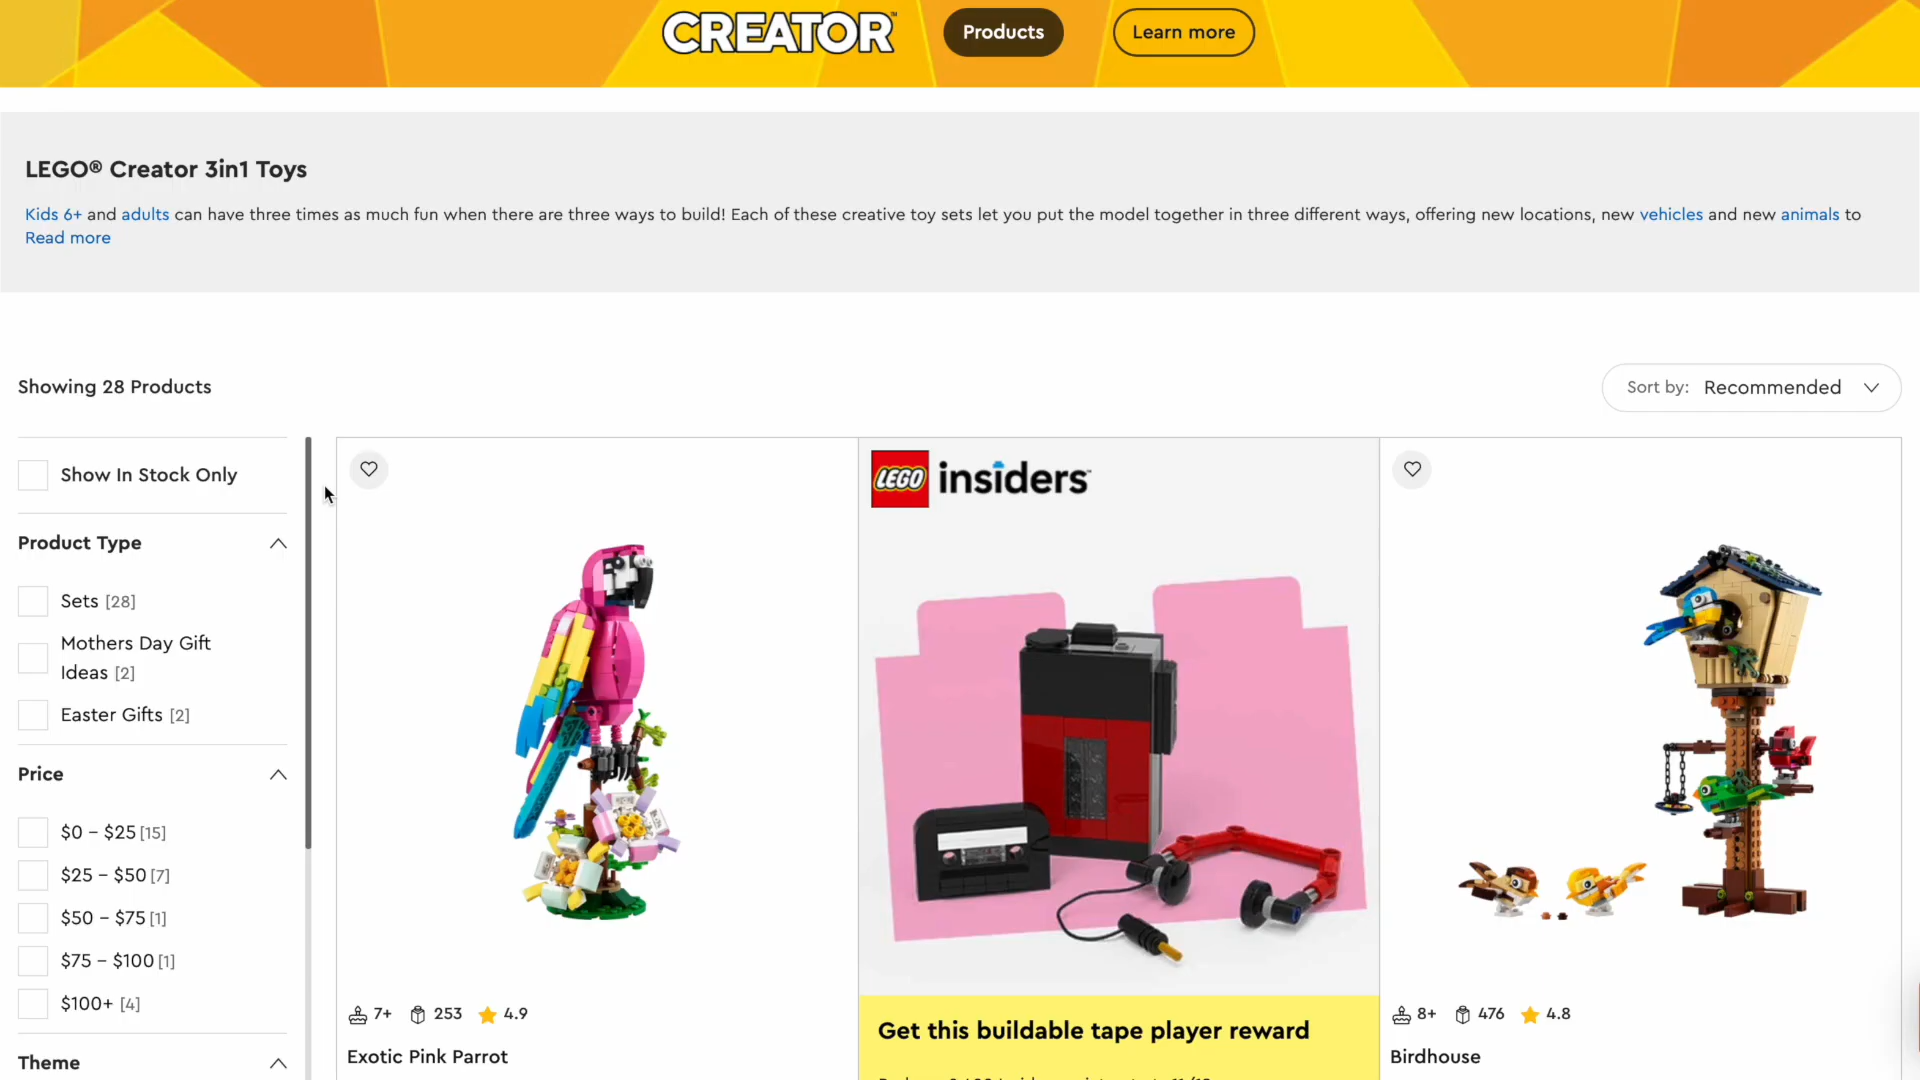 CREATOR™
Products
Learn more
LEGO® Creator 3in1 Toys
Kids 6+ and adults can have three times as much fun when there are three ways to build! Each of these creative toy sets let you put the model together in three different ways, offering new locations, new vehicles and new animals to
Read more
Showing 28 Products
Sort by: Recommended
Show In Stock Only
Product Type
Sets [28]
Mothers Day Gift
Ideas [2]
Easter Gifts [2]
Price
$0 – $25 [15]
$25 – $50 [7]
$50 – $75 [1]
$75 – $100 [1]
$100+ [4]
Theme
7+ 253 4.9
Exotic Pink Parrot
LEGO insiders™
Get this buildable tape player reward
8+ 476 4.8
Birdhouse